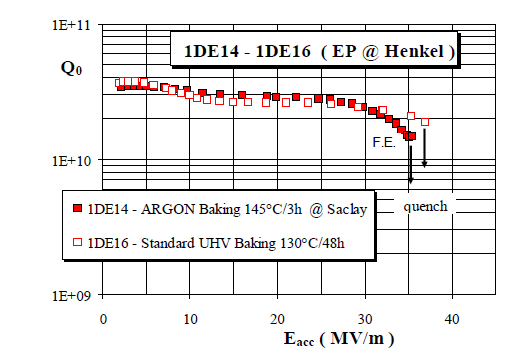 1E+11
1DE14 - 1DE16 ( EP @ Henkel )
Q0
F.E.
1E+10
1DE14 - ARGON Baking 145°C/3h @ Saclay
quench
1DE16 - Standard UHV Baking 130°C/48h
1E+09
0 10 20 30 40
Eacc ( MV/m )